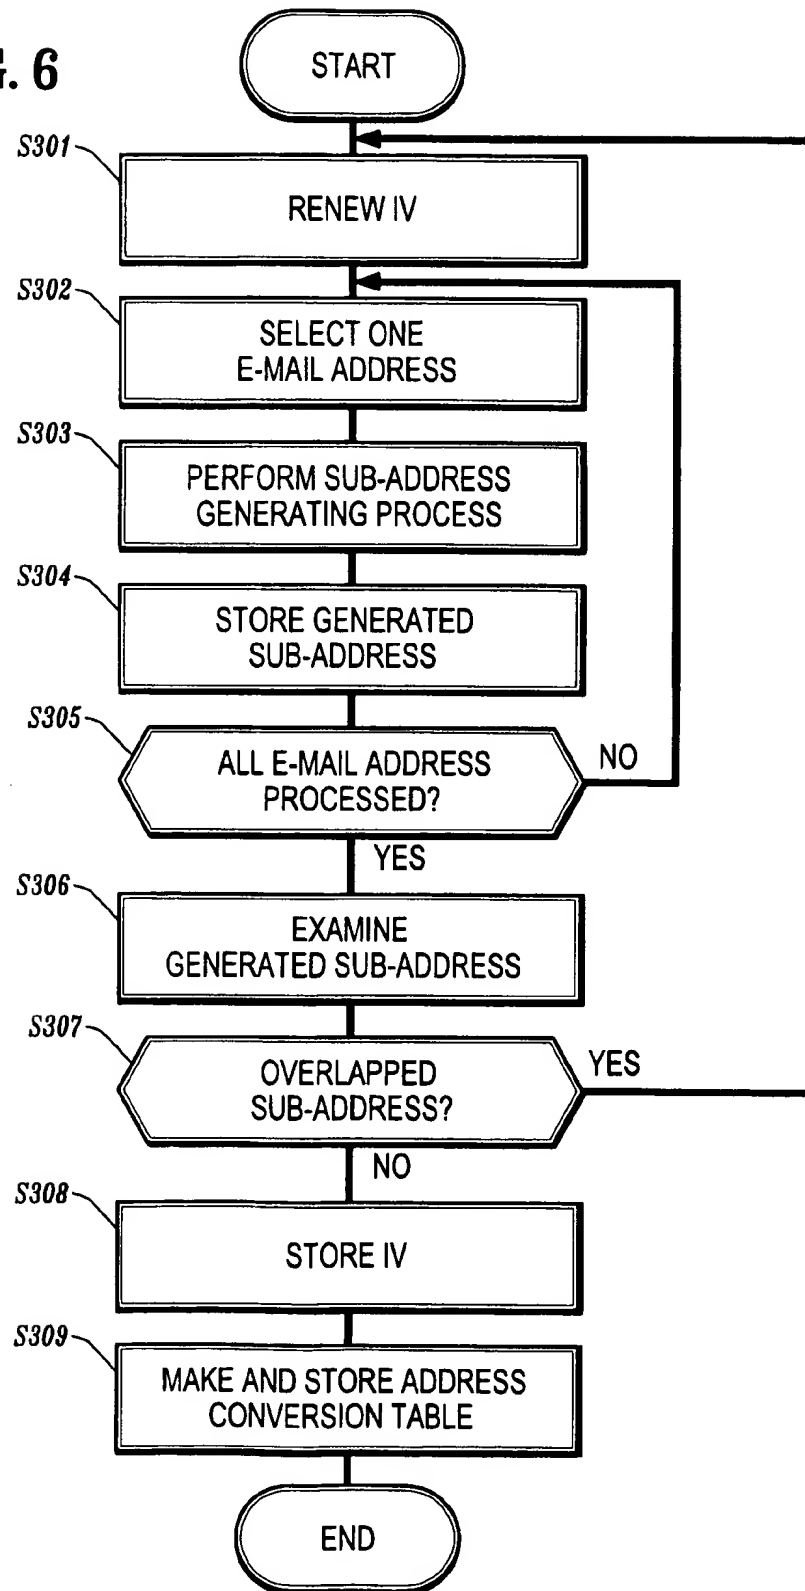 . 6
START
S301
RENEW IV
S302
SELECT ONE
E-MAIL ADDRESS
S303
PERFORM SUB-ADDRESS
GENERATING PROCESS
S304
STORE GENERATED
SUB-ADDRESS
S305
ALL E-MAIL ADDRESS
PROCESSED?
NO
YES
S306
EXAMINE
GENERATED SUB-ADDRESS
S307
OVERLAPPED
SUB-ADDRESS?
YES
NO
S308
STORE IV
S309
MAKE AND STORE ADDRESS
CONVERSION TABLE
END